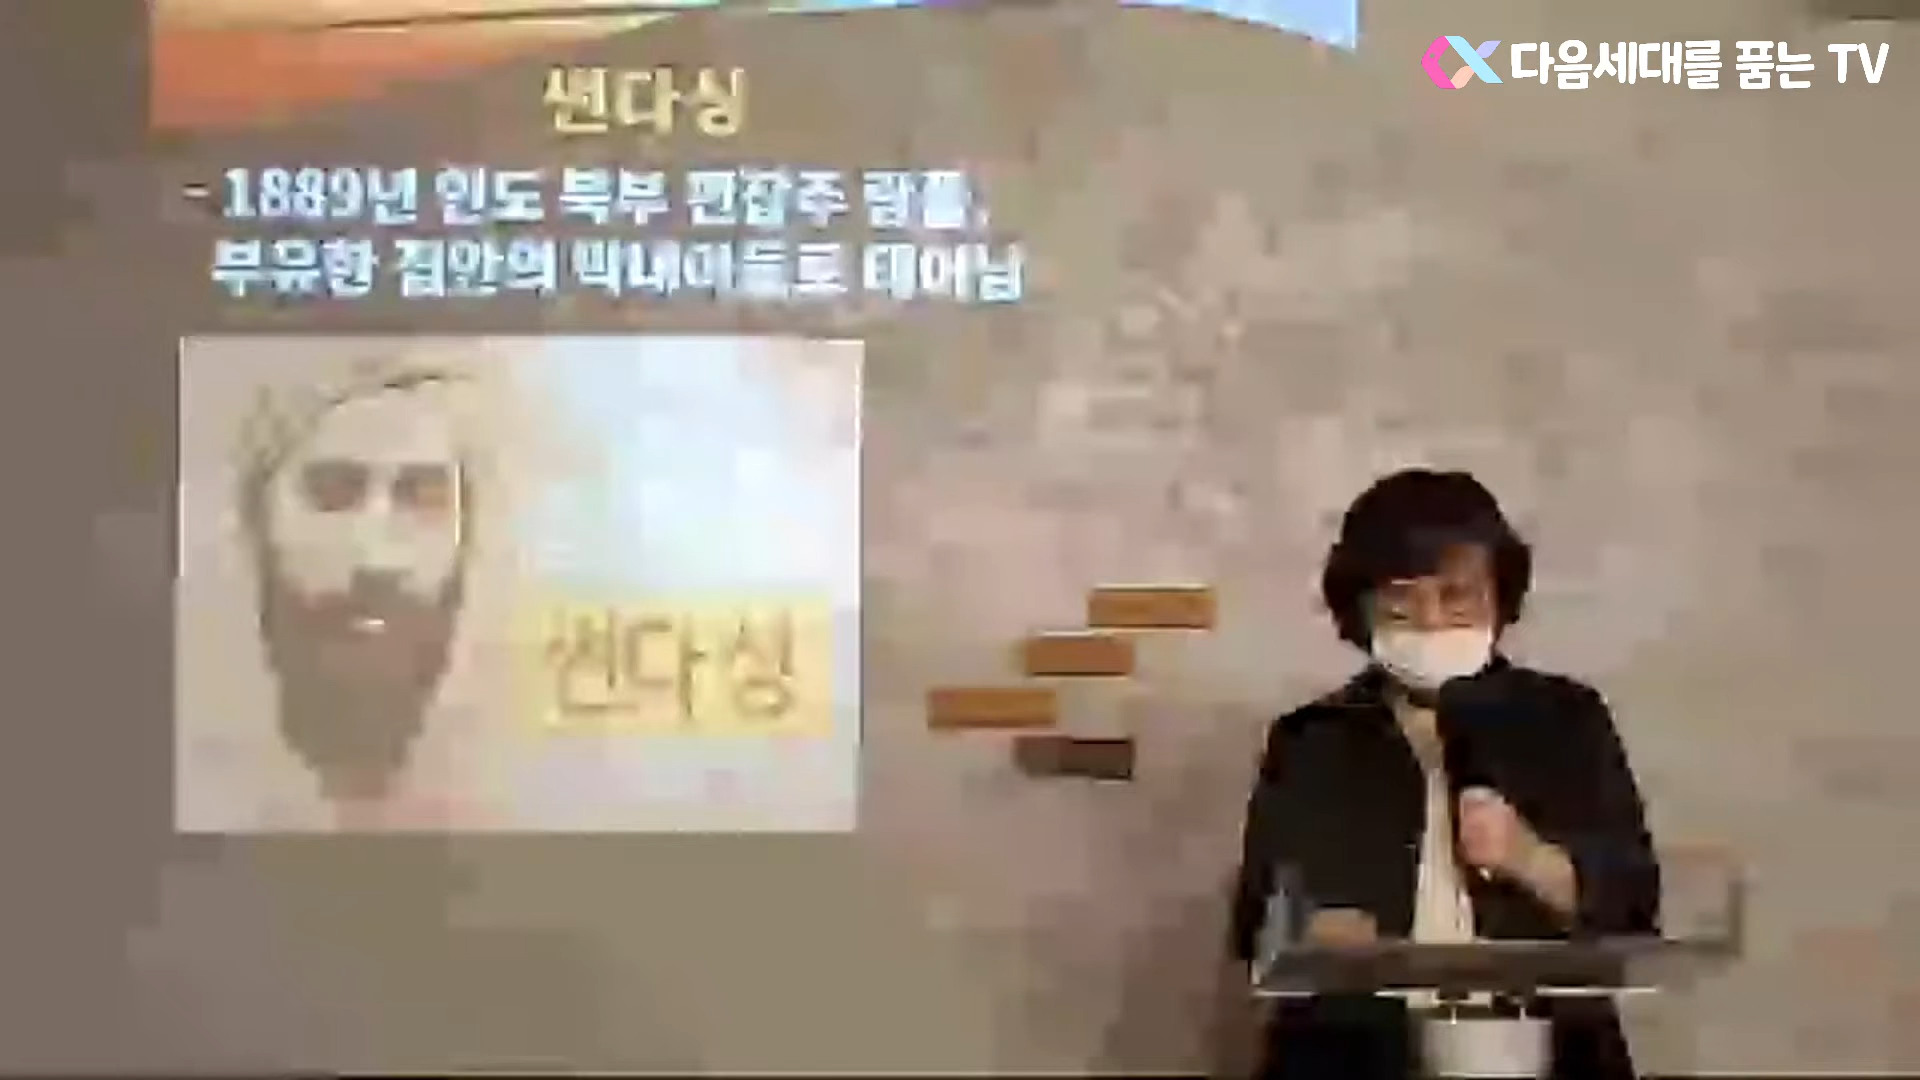 다음세대를 품는 TV
썬다싱
- 1889년 인도 북부 펀잡주 람플,
부유한 집안의 막내아들로 태어남
썬다싱